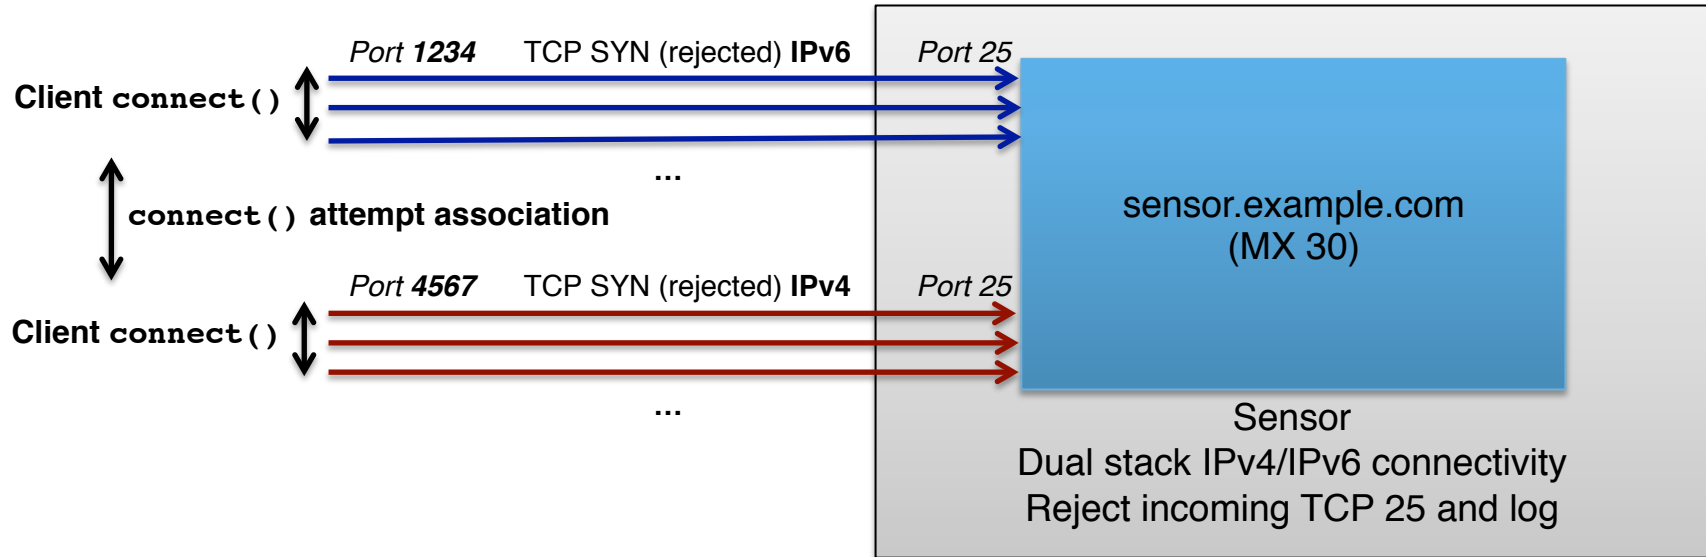 Port 1234 TCP SYN (rejected) IPv6 Port 25
Client connect()
...
connect() attempt association
sensor.example.com
(MX 30)
Port 4567 TCP SYN (rejected) IPv4 Port 25
Client connect()
...
Sensor
Dual stack IPv4/IPv6 connectivity
Reject incoming TCP 25 and log